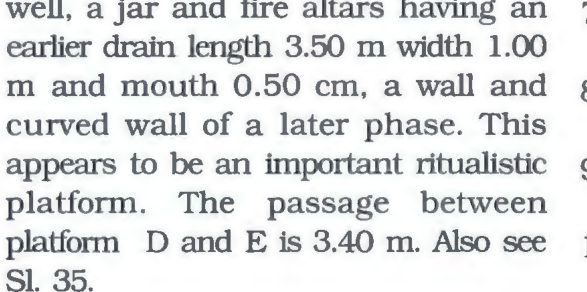 well, a jar and fire altars having an
earlier drain length 3.50 m width 1.00
m and mouth 0.50 cm, a wall and
curved wall of a later phase. This
appears to be an important ritualistic
platform. The passage between
platform D and E is 3.40 m. Also see
Sl. 35.